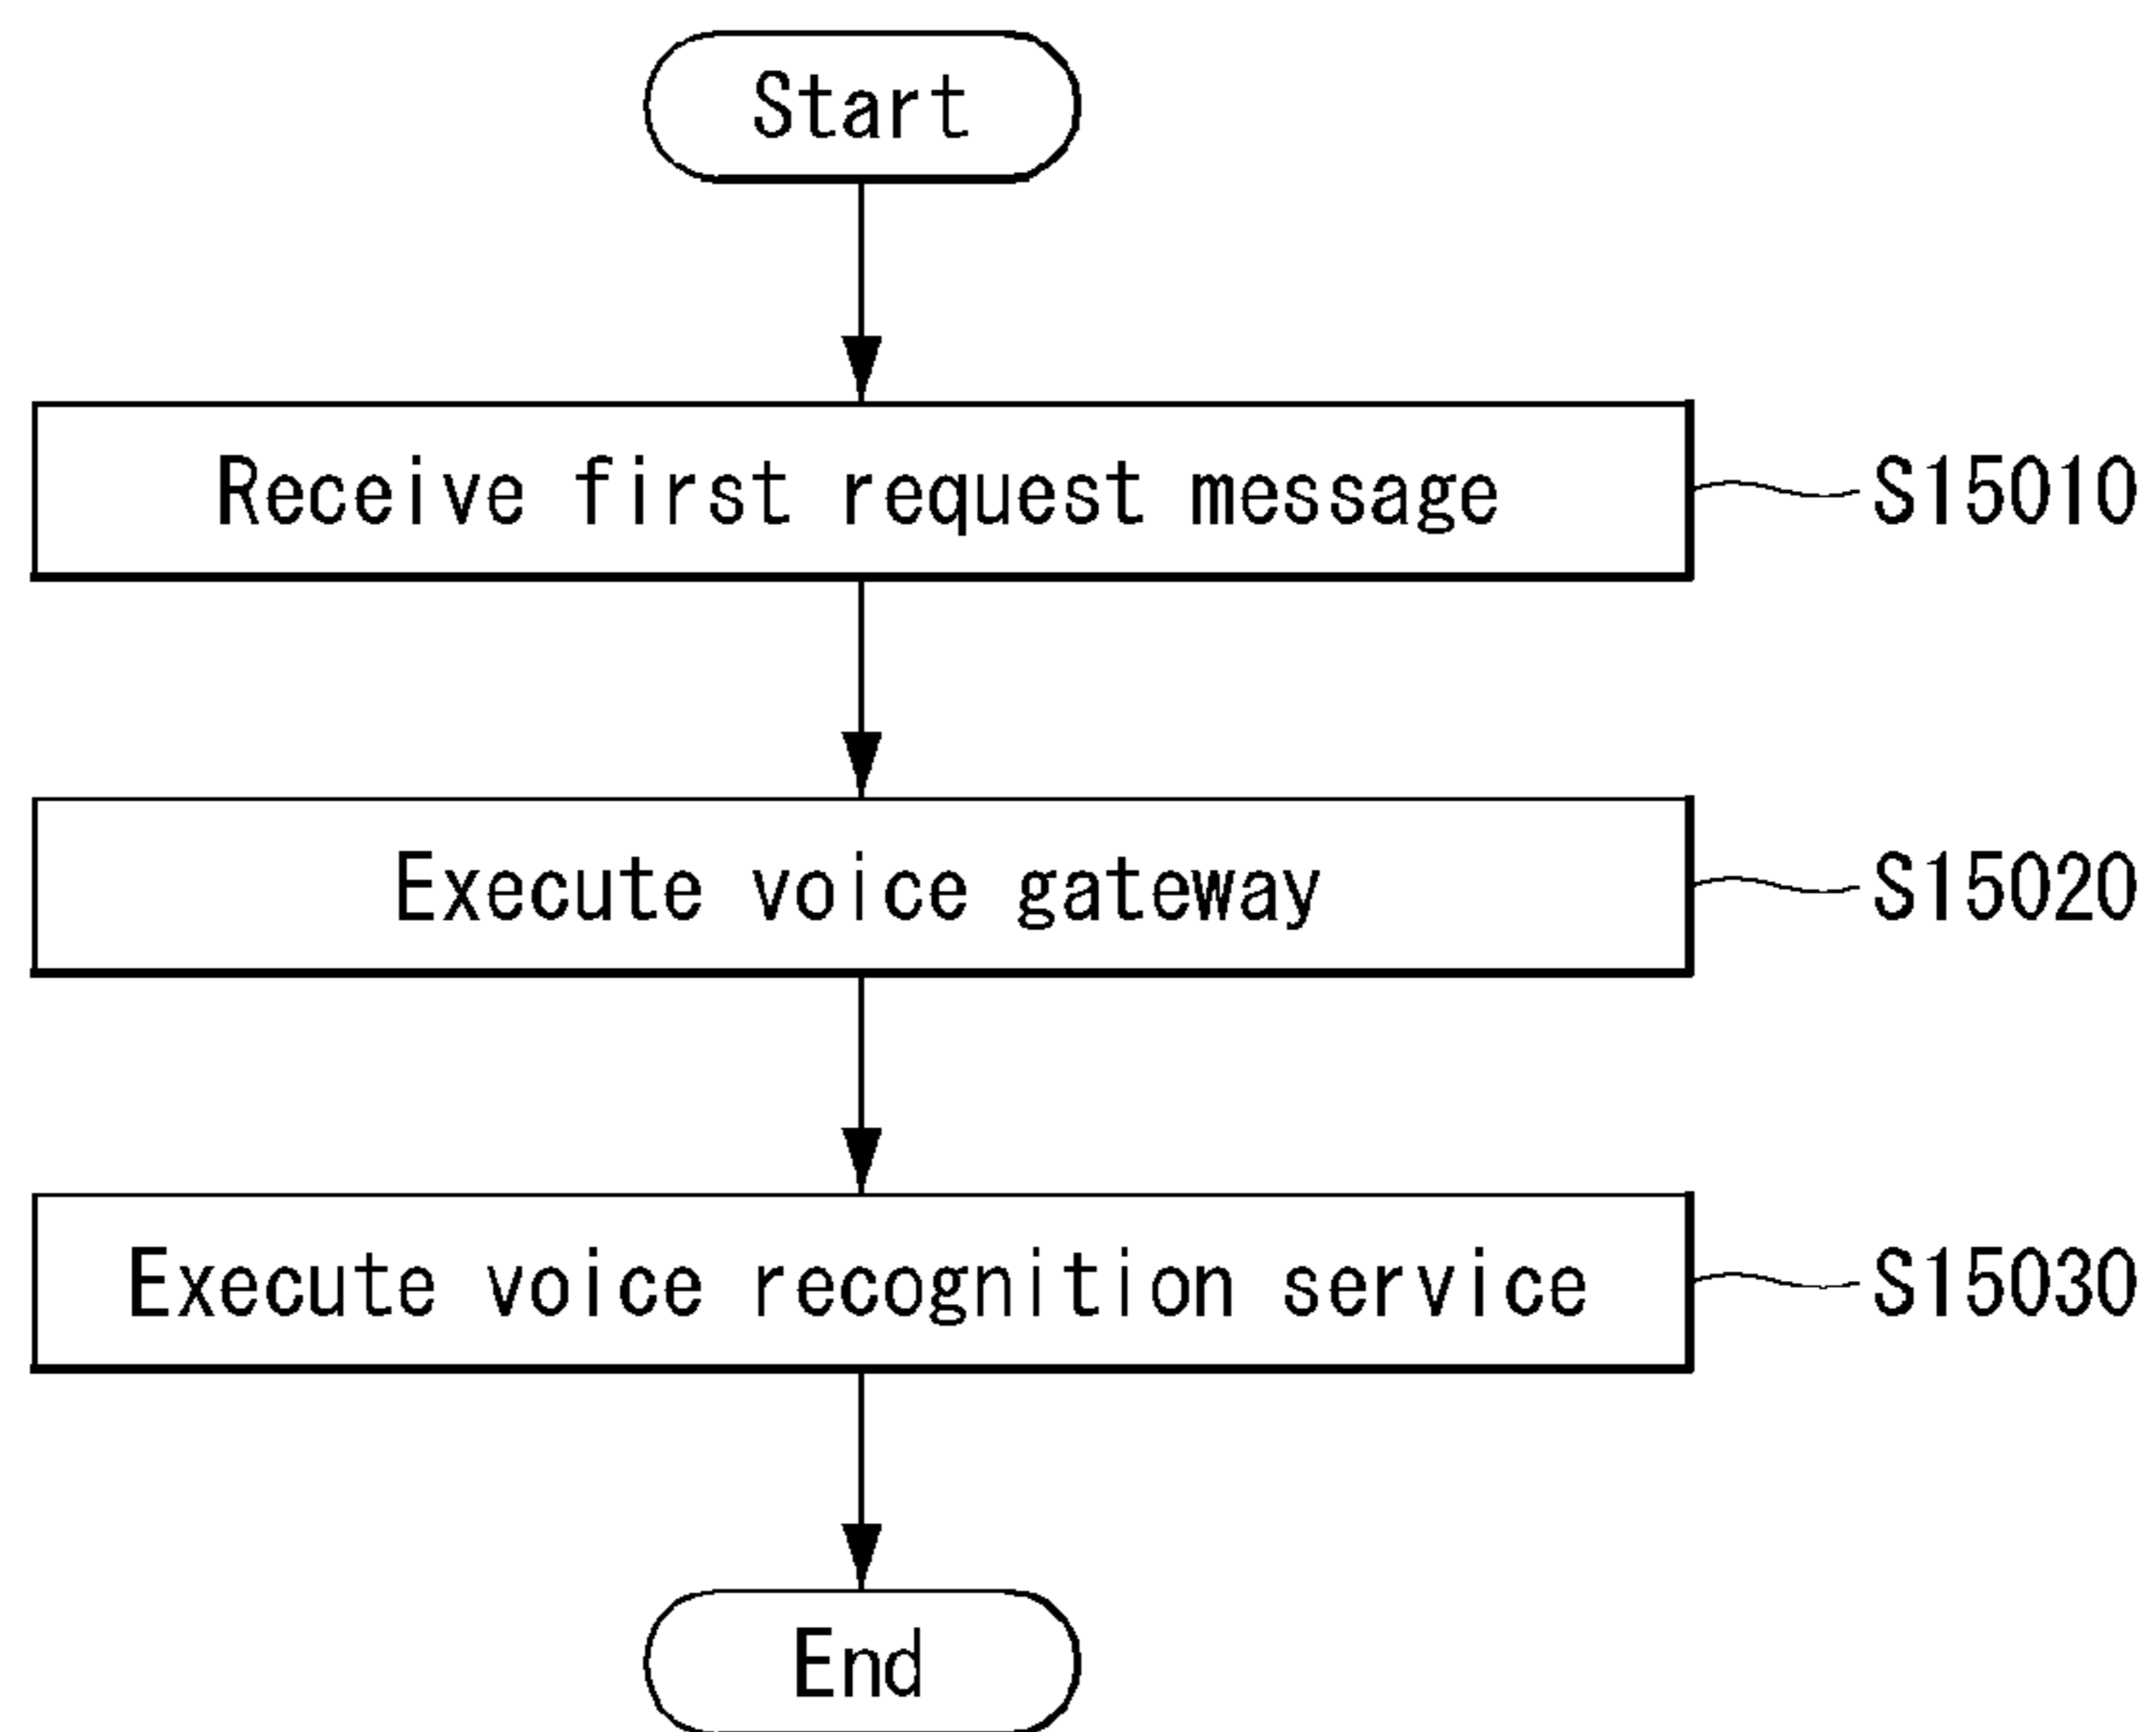 Start
Receive first request message S15010
Execute voice gateway S15020
Execute voice recognition service S15030
End